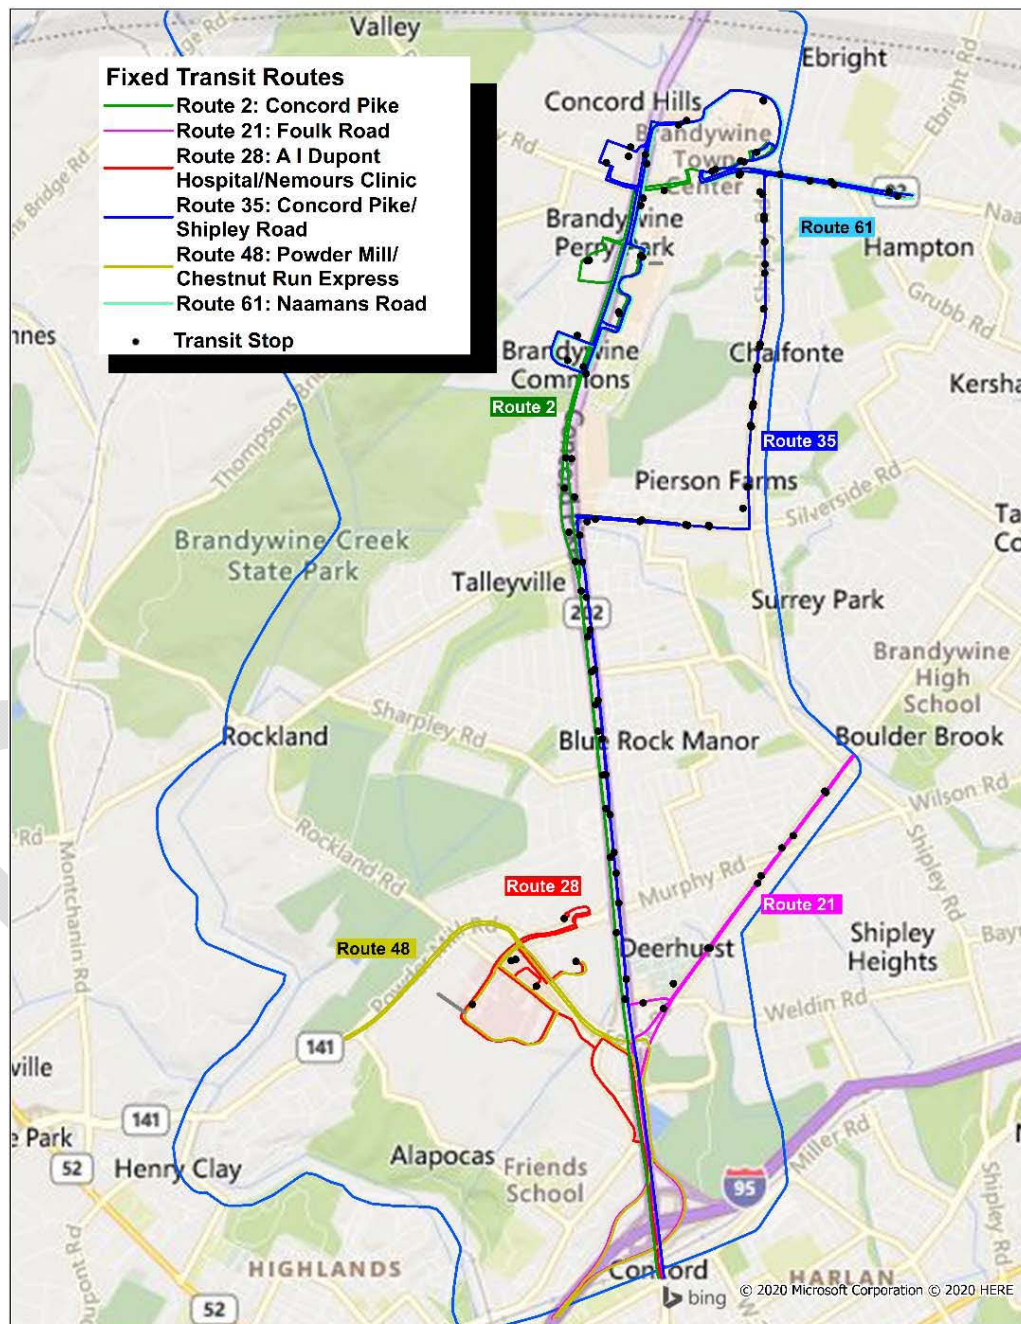 Valley
Ebright
Fixed Transit Routes
Route 2: Concord Pike
Route 21: Foulk Road
Route 28: A I Dupont
Hospital/Nemours Clinic
Route 35: Concord Pike/
Shipley Road
Route 48: Powder Mill/
Chestnut Run Express
Route 61: Naamans Road
Transit Stop
Concord Hills
Ebright Rd
Brandywine
Town
Center
Brandywine
Perry Park
Route 61
Hampton
Grubb Rd
Thompsons
Brandywine
Commons
Chalfonte
Route 2
Route 35
Pierson Farms
Silverside Rd
Brandywine Creek
State Park
Talleyville
202
Surrey Park
Brandywine
High
School
Rockland
Sharpley Rd
Blue Rock Manor
Boulder Brook
Wilson Rd
Rockland Rd
Montchanin Rd
Murphy Rd
Shipley Rd
Route 28
Route 21
Route 48
Deerhurst
Shipley
Heights
Weldin Rd
141
141
52
Henry Clay
Alapocas
Friends
School
Miller Rd
95
Shipley Rd
HIGHLANDS
Concord
HARLAN
52
bing
© 2020 Microsoft Corporation © 2020 HERE